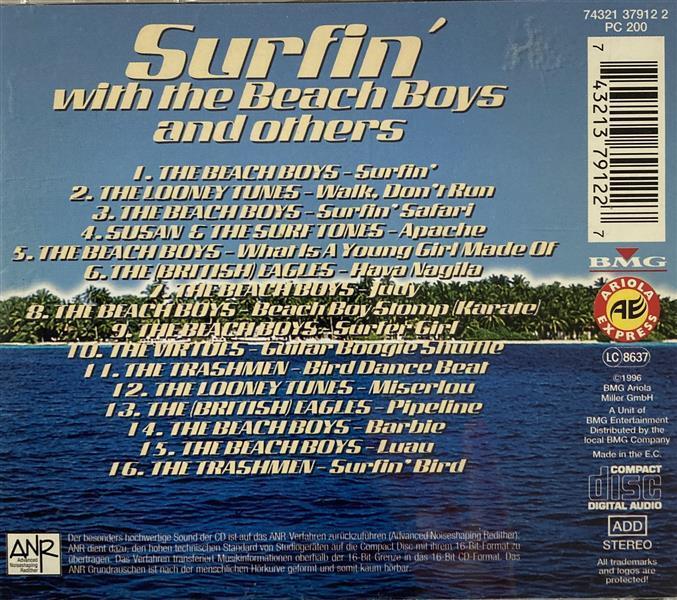 Surfin'
with the Beach Boys
and others
1. THE BEACH BOYS - Surfin'
2. THE LOONEY TUNES - Walk, Don't Run
3. THE BEACH BOYS - Surfin' Safari
4. SUSAN & THE SURF TONES - Apache
5. THE BEACH BOYS - What Is A Young Girl Made Of
6. THE (BRITISH) EAGLES - Hava Nagila
7. THE BEACH BOYS - Judy
8. THE BEACH BOYS - Beach Boy Stomp (Karate)
9. THE BEACH BOYS - Surfer Girl
10. THE VIRTUES - Guitar Boogie Shuffle
11. THE TRASHMEN - Bird Dance Beat
12. THE LOONEY TUNES - Miserlou
13. THE (BRITISH) EAGLES - Pipeline
14. THE BEACH BOYS - Barbie
15. THE BEACH BOYS - Luau
16. THE TRASHMEN - Surfin' Bird
74321 37912 2
PC 200
7 43213 79122 7
BMG
ARIOLA
AE
EXPRESS
LC 8637
©1996
BMG Ariola
Miller GmbH
A Unit of
BMG Entertainment
Distributed by the
local BMG Company
Made in the E.C.
COMPACT
disc
DIGITAL AUDIO
ADD
STEREO
All trademarks
and logos are
protected
ANR
Advanced
Noiseshaping
Redither
Der besonders hochwertige Sound der CD ist auf das ANR Verfahren zurückzuführen (Advanced Noiseshaping Redither).
ANR dient dazu, den hohen technischen Standard von Studiogeräten auf die Compact Disc mit ihrem 16-Bit-Format zu
übertragen. Das Verfahren transferiert Musikinformationen oberhalb der 16-Bit Grenze in das 16-Bit CD-Format. Das
ANR Grundrauschen ist nach der menschlichen Hörkurve geformt und somit kaum hörbar.